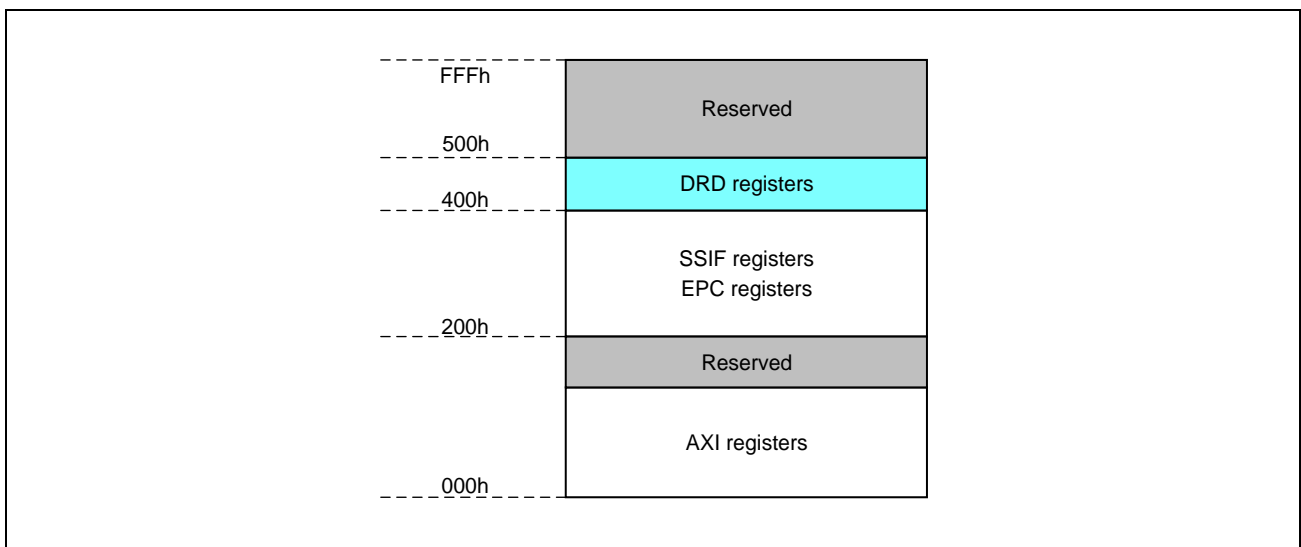 FFFh
Reserved
500h
DRD registers
400h
SSIF registers
EPC registers
200h
Reserved
AXI registers
000h